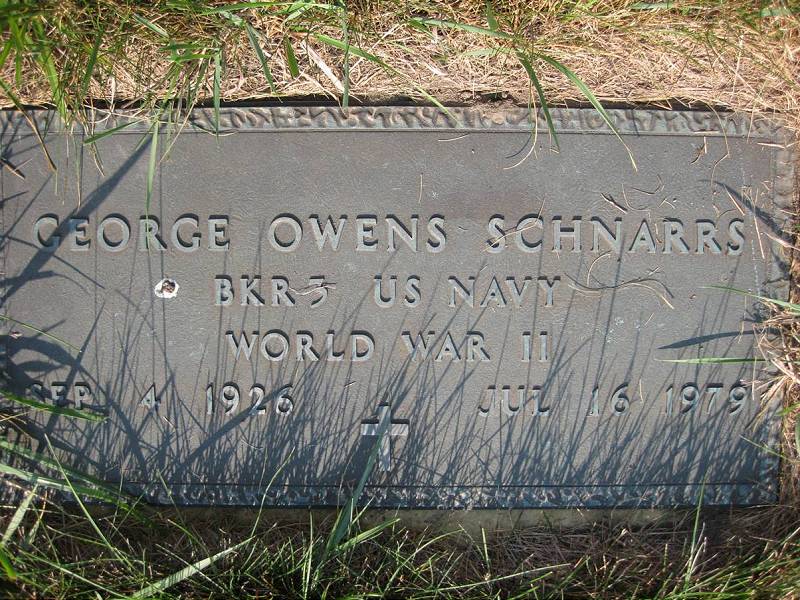 GEORGE OWENS SCHNARRS
BKR3 US NAVY
WORLD WAR II
SEP 4 1926 JUL 16 1979